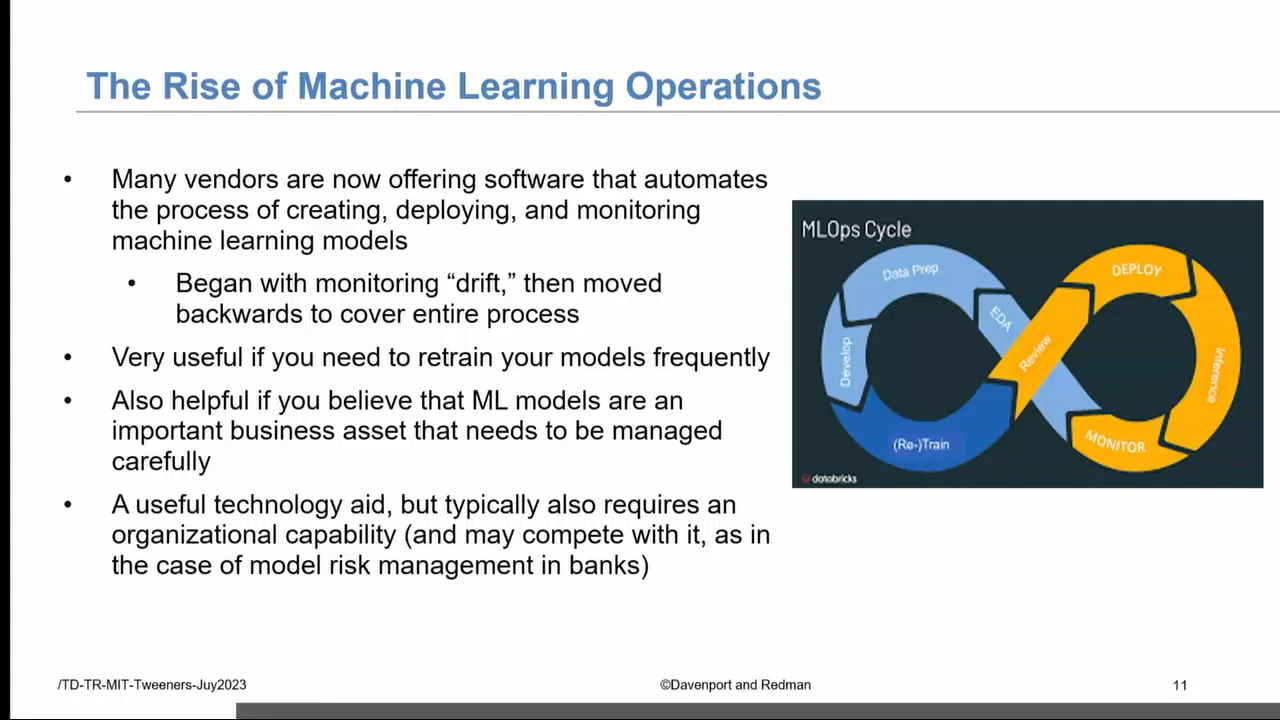 The Rise of Machine Learning Operations
• Many vendors are now offering software that automates
the process of creating, deploying, and monitoring
machine learning models
• Began with monitoring “drift,” then moved
backwards to cover entire process
• Very useful if you need to retrain your models frequently
• Also helpful if you believe that ML models are an
important business asset that needs to be managed
carefully
• A useful technology aid, but typically also requires an
organizational capability (and may compete with it, as in
the case of model risk management in banks)
MLOps Cycle
Data Prep
EDA
Develop
(Re-)Train
Review
DEPLOY
Inference
MONITOR
databricks
/TD-TR-MIT-Tweeners-Juy2023
©Davenport and Redman
11